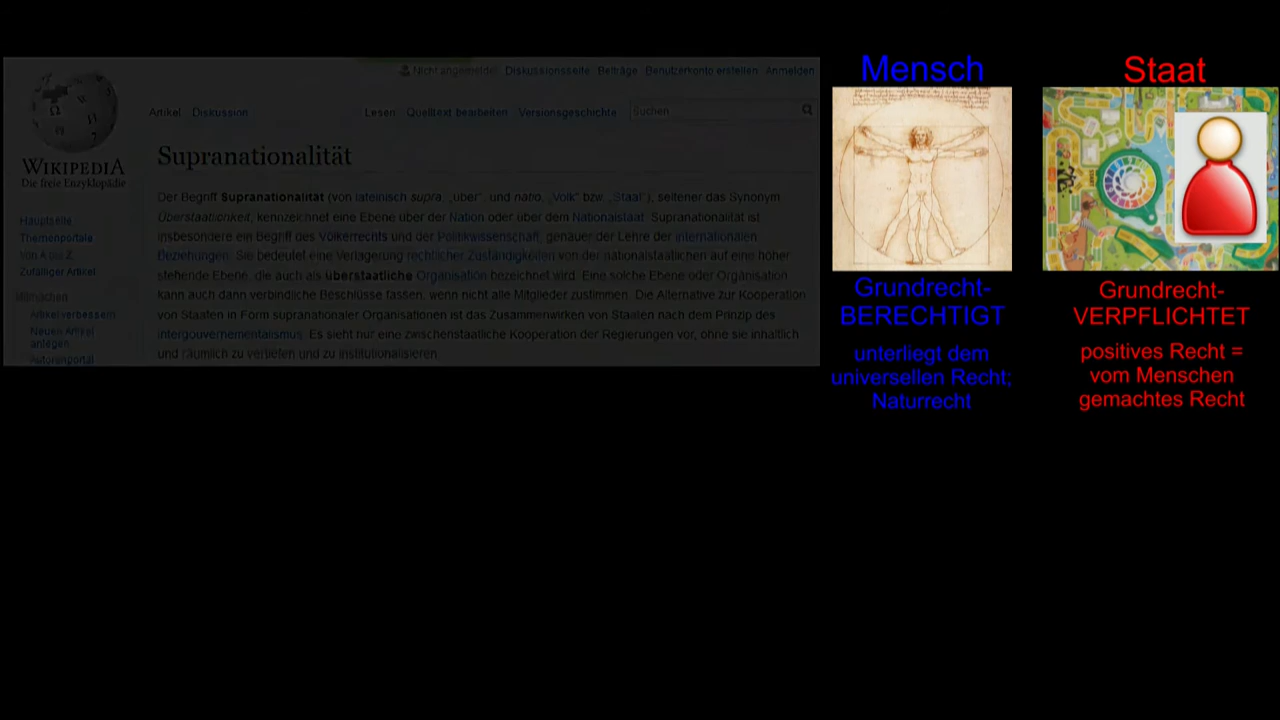 Nicht angemeldet Diskussionsseite Beiträge Benutzerkonto erstellen Anmelden
Artikel Diskussion Lesen Quelltext bearbeiten Versionsgeschichte Suchen
WIKIPEDIA
Die freie Enzyklopädie
Hauptseite
Themenportale
Von A bis Z
Zufälliger Artikel
Mitmachen
Artikel verbessern
Neuen Artikel
anlegen
Autorenportal
Supranationalität
Der Begriff Supranationalität (von lateinisch supra, „über“, und natio, „Volk“ bzw. „Staat“), seltener das Synonym
Überstaatlichkeit, kennzeichnet eine Ebene über der Nation oder über dem Nationalstaat. Supranationalität ist
insbesondere ein Begriff des Völkerrechts und der Politikwissenschaft, genauer der Lehre der internationalen
Beziehungen. Sie bedeutet eine Verlagerung rechtlicher Zuständigkeiten von der nationalstaatlichen auf eine höher
stehende Ebene, die auch als überstaatliche Organisation bezeichnet wird. Eine solche Ebene oder Organisation
kann auch dann verbindliche Beschlüsse fassen, wenn nicht alle Mitglieder zustimmen. Die Alternative zur Kooperation
von Staaten in Form supranationaler Organisationen ist das Zusammenwirken von Staaten nach dem Prinzip des
Intergouvernementalismus. Es sieht nur eine zwischenstaatliche Kooperation der Regierungen vor, ohne sie inhaltlich
und räumlich zu vertiefen und zu institutionalisieren.
Mensch
Grundrecht-
BERECHTIGT
unterliegt dem
universellen Recht;
Naturrecht
Staat
Grundrecht-
VERPFLICHTET
positives Recht =
vom Menschen
gemachtes Recht